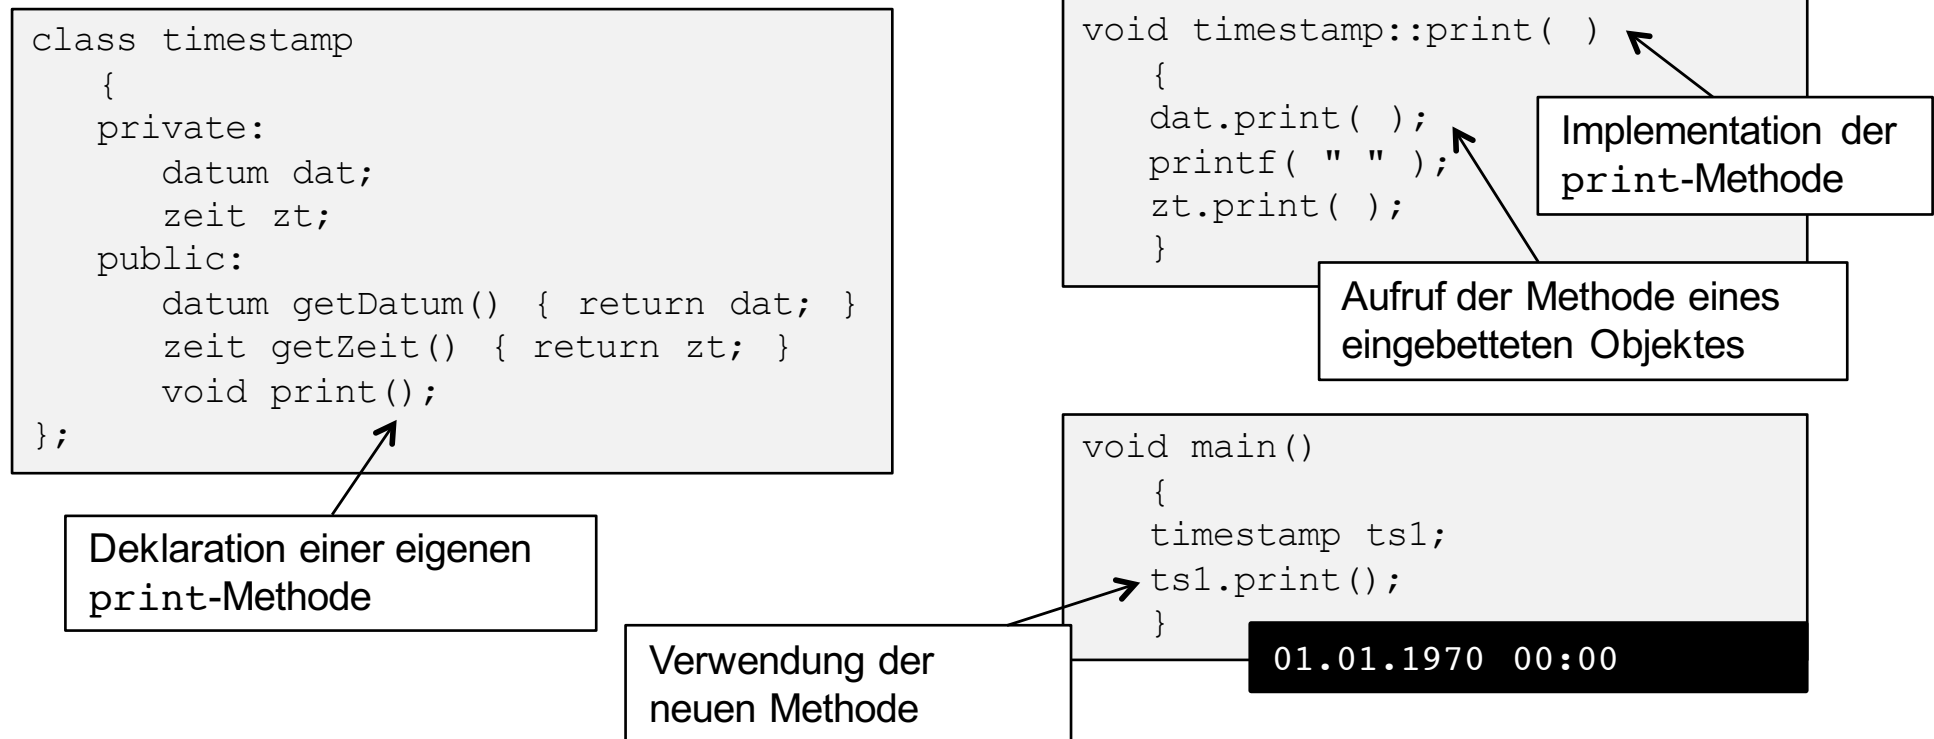 class timestamp
{
private:
datum dat;
zeit zt;
public:
datum getDatum() { return dat; }
zeit getZeit() { return zt; }
void print();
};
Deklaration einer eigenen
print-Methode
void timestamp::print( )
{
dat.print( );
printf( " " );
zt.print( );
}
Implementation der
print-Methode
Aufruf der Methode eines
eingebetteten Objektes
void main()
{
timestamp ts1;
ts1.print();
}
01.01.1970 00:00
Verwendung der
neuen Methode